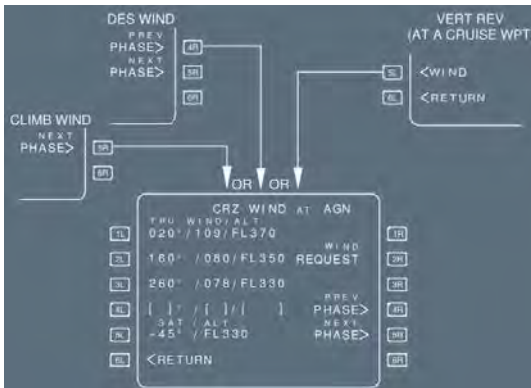 DES WIND
PREV
PHASE> 4R
NEXT
PHASE> 5R
6R
VERT REV
(AT A CRUISE WPT
5L <WIND
6L <RETURN
CLIMB WIND
NEXT
PHASE> 5R
6R
OR OR
CRZ WIND AT AGN
TRU WIND/ALT
1L 020°/109/FL370 1R
WIND
2L 160°/080/FL350 REQUEST 2R
3L 260°/078/FL330 3R
PREV
4L [ ]°/[ ]/[ ] PHASE> 4R
SAT / ALT NEXT
5L -45° /FL330 PHASE> 5R
6L <RETURN 6R